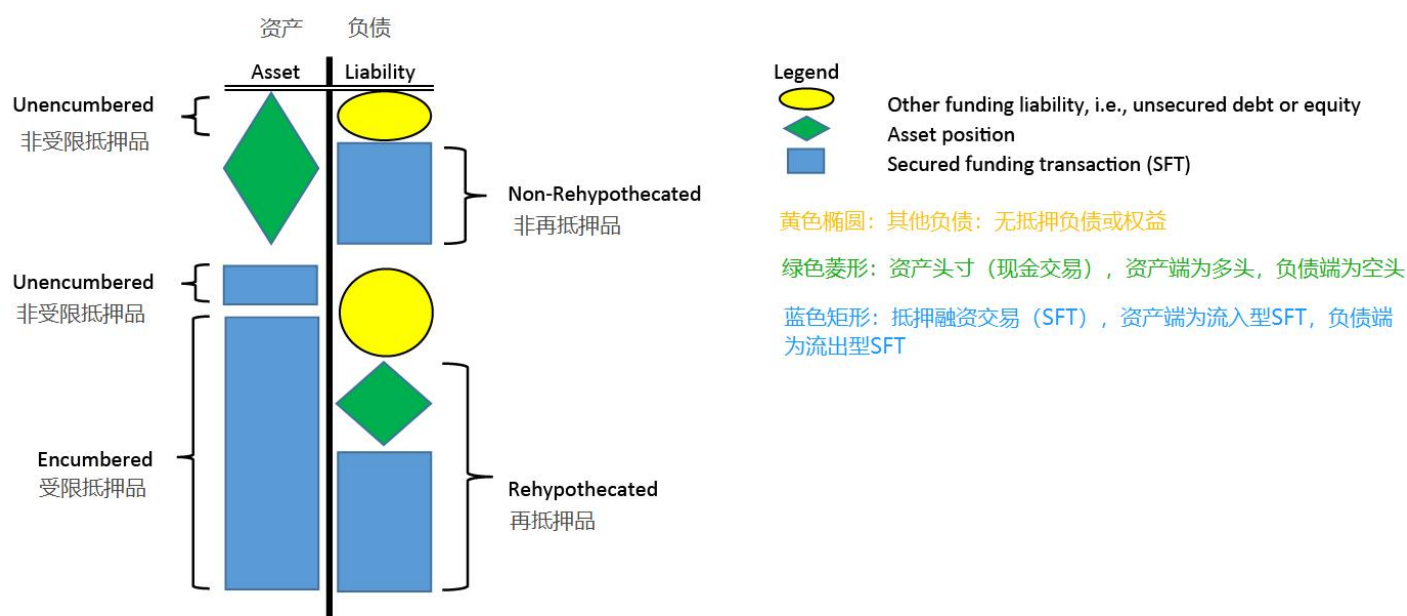 资产 负债
Asset Liability
Unencumbered
非受限抵押品
Non-Rehypothecated
非再抵押品
Unencumbered
非受限抵押品
Encumbered
受限抵押品
Rehypothecated
再抵押品
Legend
Other funding liability, i.e., unsecured debt or equity
Asset position
Secured funding transaction (SFT)
黄色椭圆：其他负债：无抵押负债或权益
绿色菱形：资产头寸（现金交易），资产端为多头，负债端为空头
蓝色矩形：抵押融资交易（SFT），资产端为流入型SFT，负债端
为流出型SFT